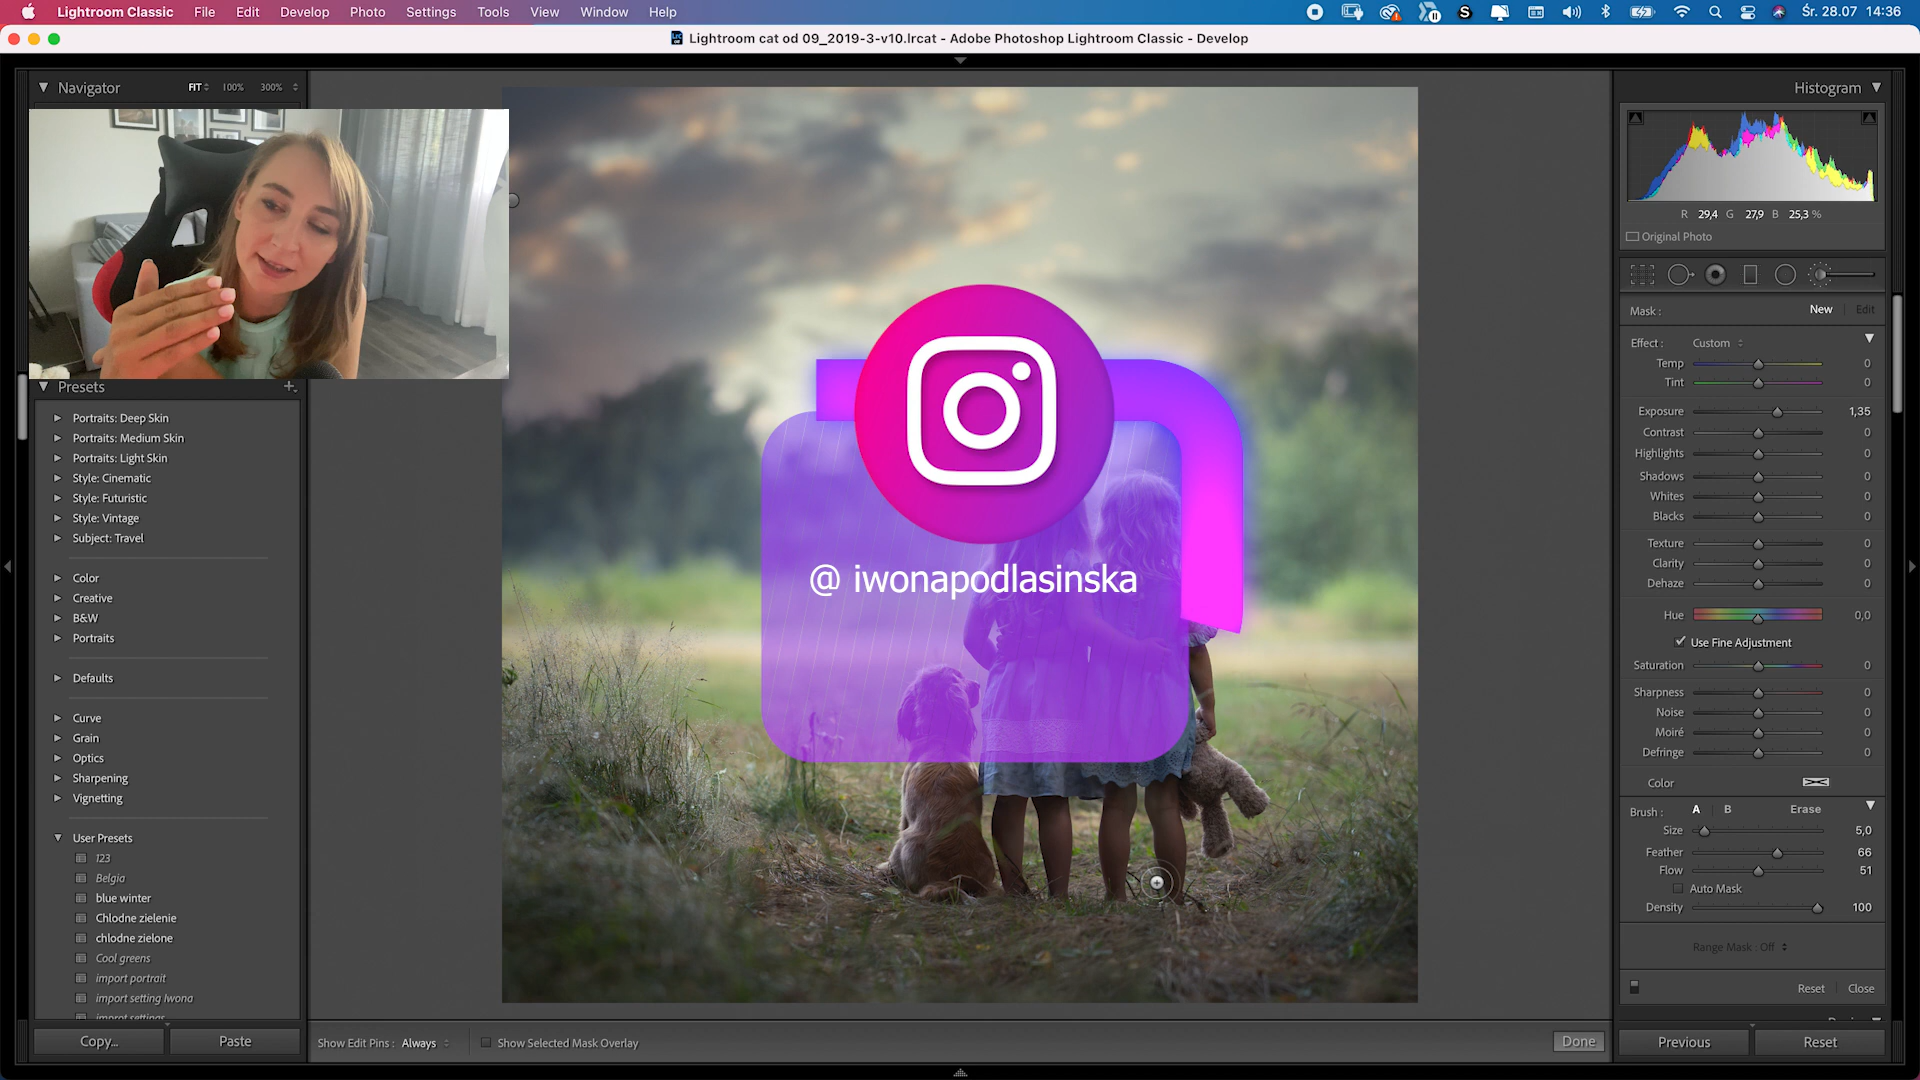 Lightroom Classic File Edit Develop Photo Settings Tools View Window Help Śr. 28.07 14:36
Lightroom cat od 09_2019-3-v10.lrcat - Adobe Photoshop Lightroom Classic - Develop
Navigator FIT 100% 300%
Presets
Portraits: Deep Skin
Portraits: Medium Skin
Portraits: Light Skin
Style: Cinematic
Style: Futuristic
Style: Vintage
Subject: Travel
Color
Creative
B&W
Portraits
Defaults
Curve
Grain
Optics
Sharpening
Vignetting
User Presets
123
Belgia
blue winter
Chlodne zielenie
chlodne zielone
Cool greens
import portrait
import setting Iwona
improt settings
Copy... Paste
@ iwonapodlasinska
Show Edit Pins : Always Show Selected Mask Overlay Done
Histogram
R 29,4 G 27,9 B 25,3 %
Original Photo
Mask : New Edit
Effect : Custom
Temp 0
Tint 0
Exposure 1,35
Contrast 0
Highlights 0
Shadows 0
Whites 0
Blacks 0
Texture 0
Clarity 0
Dehaze 0
Hue 0,0
Use Fine Adjustment
Saturation 0
Sharpness 0
Noise 0
Moiré 0
Defringe 0
Color
Brush : A B Erase
Size 5,0
Feather 66
Flow 51
Auto Mask
Density 100
Range Mask : Off
Reset Close
Previous Reset